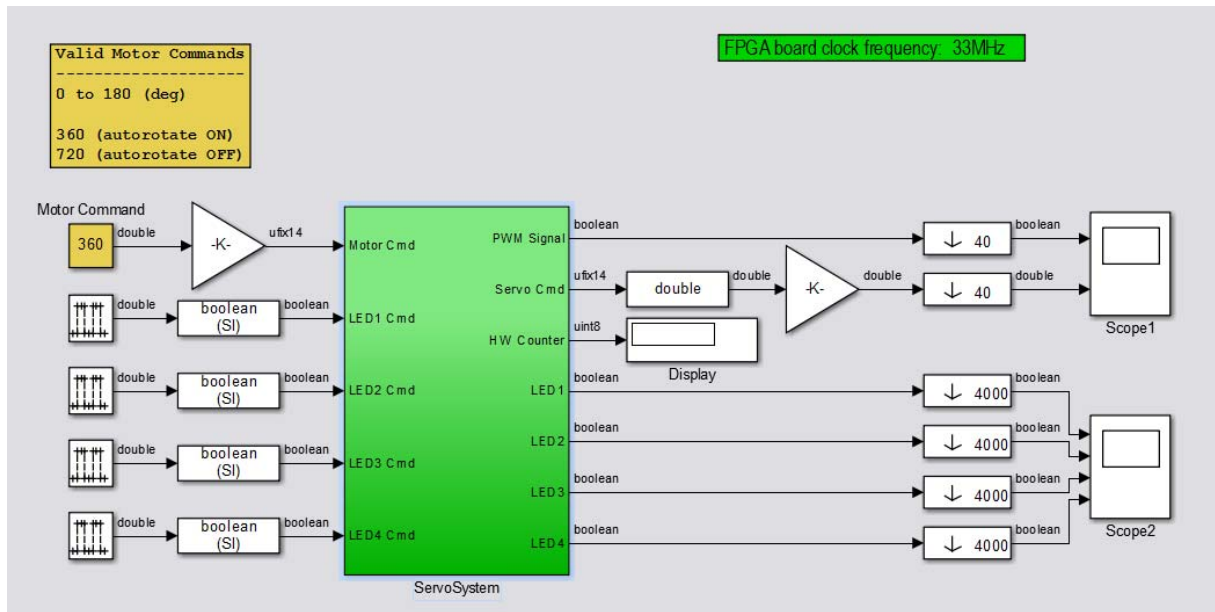 Valid Motor Commands
--------------------
0 to 180 (deg)
360 (autorotate ON)
720 (autorotate OFF)
FPGA board clock frequency: 33MHz
Motor Command
360
double
-K-
ufix14
Motor Cmd
double
boolean
(SI)
boolean
LED1 Cmd
double
boolean
(SI)
boolean
LED2 Cmd
double
boolean
(SI)
boolean
LED3 Cmd
double
boolean
(SI)
boolean
LED4 Cmd
PWM Signal
boolean
40
boolean
Servo Cmd
ufix14
double
double
-K-
double
40
double
Scope1
HW Counter
uint8
Display
LED1
boolean
4000
boolean
LED2
boolean
4000
boolean
LED3
boolean
4000
boolean
LED4
boolean
4000
boolean
Scope2
ServoSystem